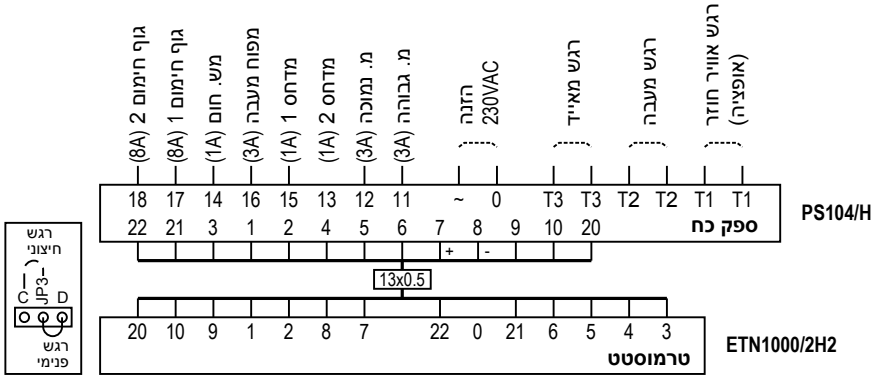 גוף חימום 2 (8A)
גוף חימום 1 (8A)
מש. חום (1A)
מפוח מעבה (3A)
מדחס 1 (1A)
מדחס 2 (1A)
מ. נמוכה (3A)
מ. גבוהה (3A)
הזנה
230VAC
רגש מאייד
רגש מעבה
רגש אוויר חוזר
(אופציה)
18 17 14 16 15 13 12 11 ~ 0 T3 T3 T2 T2 T1 T1
22 21 3 1 2 4 5 6 7 8 9 10 20 ספק כח
+ -
PS104/H
13x0.5
רגש
חיצוני
C JP3 D
רגש
פנימי
20 10 9 1 2 8 7 22 0 21 6 5 4 3
טרמוסטט
ETN1000/2H2